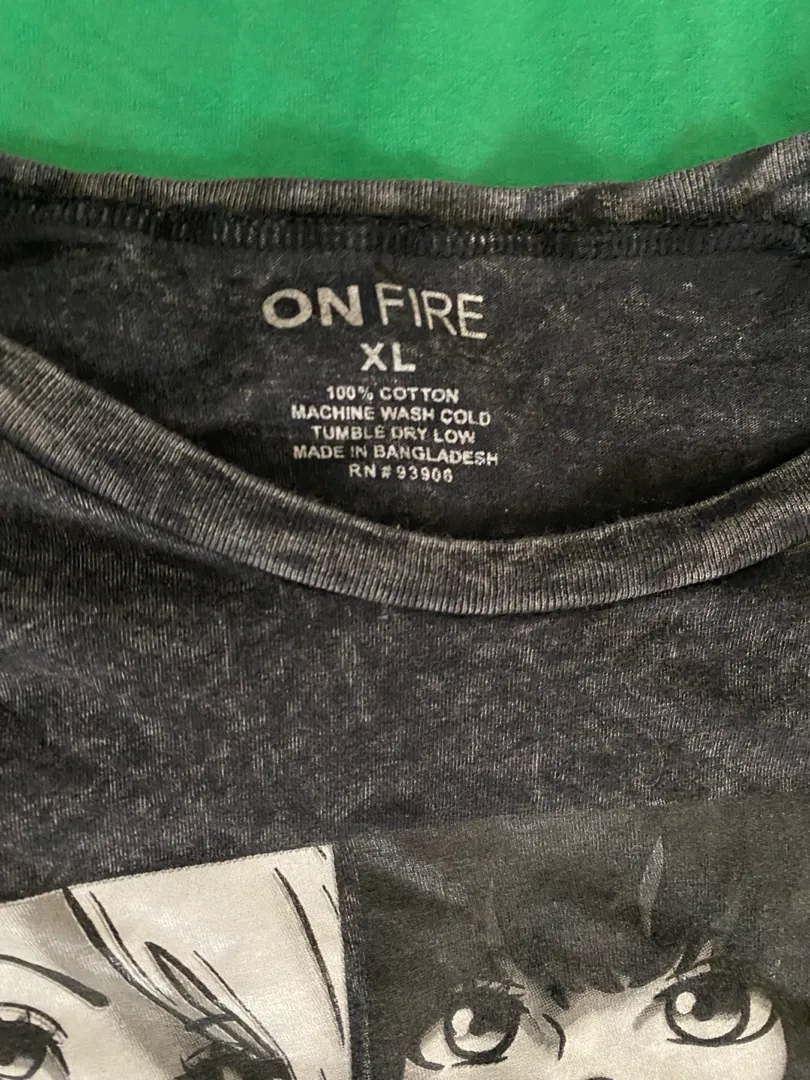 ON FIRE
XL
100% COTTON
MACHINE WASH COLD
TUMBLE DRY LOW
MADE IN BANGLADESH
RN # 93906